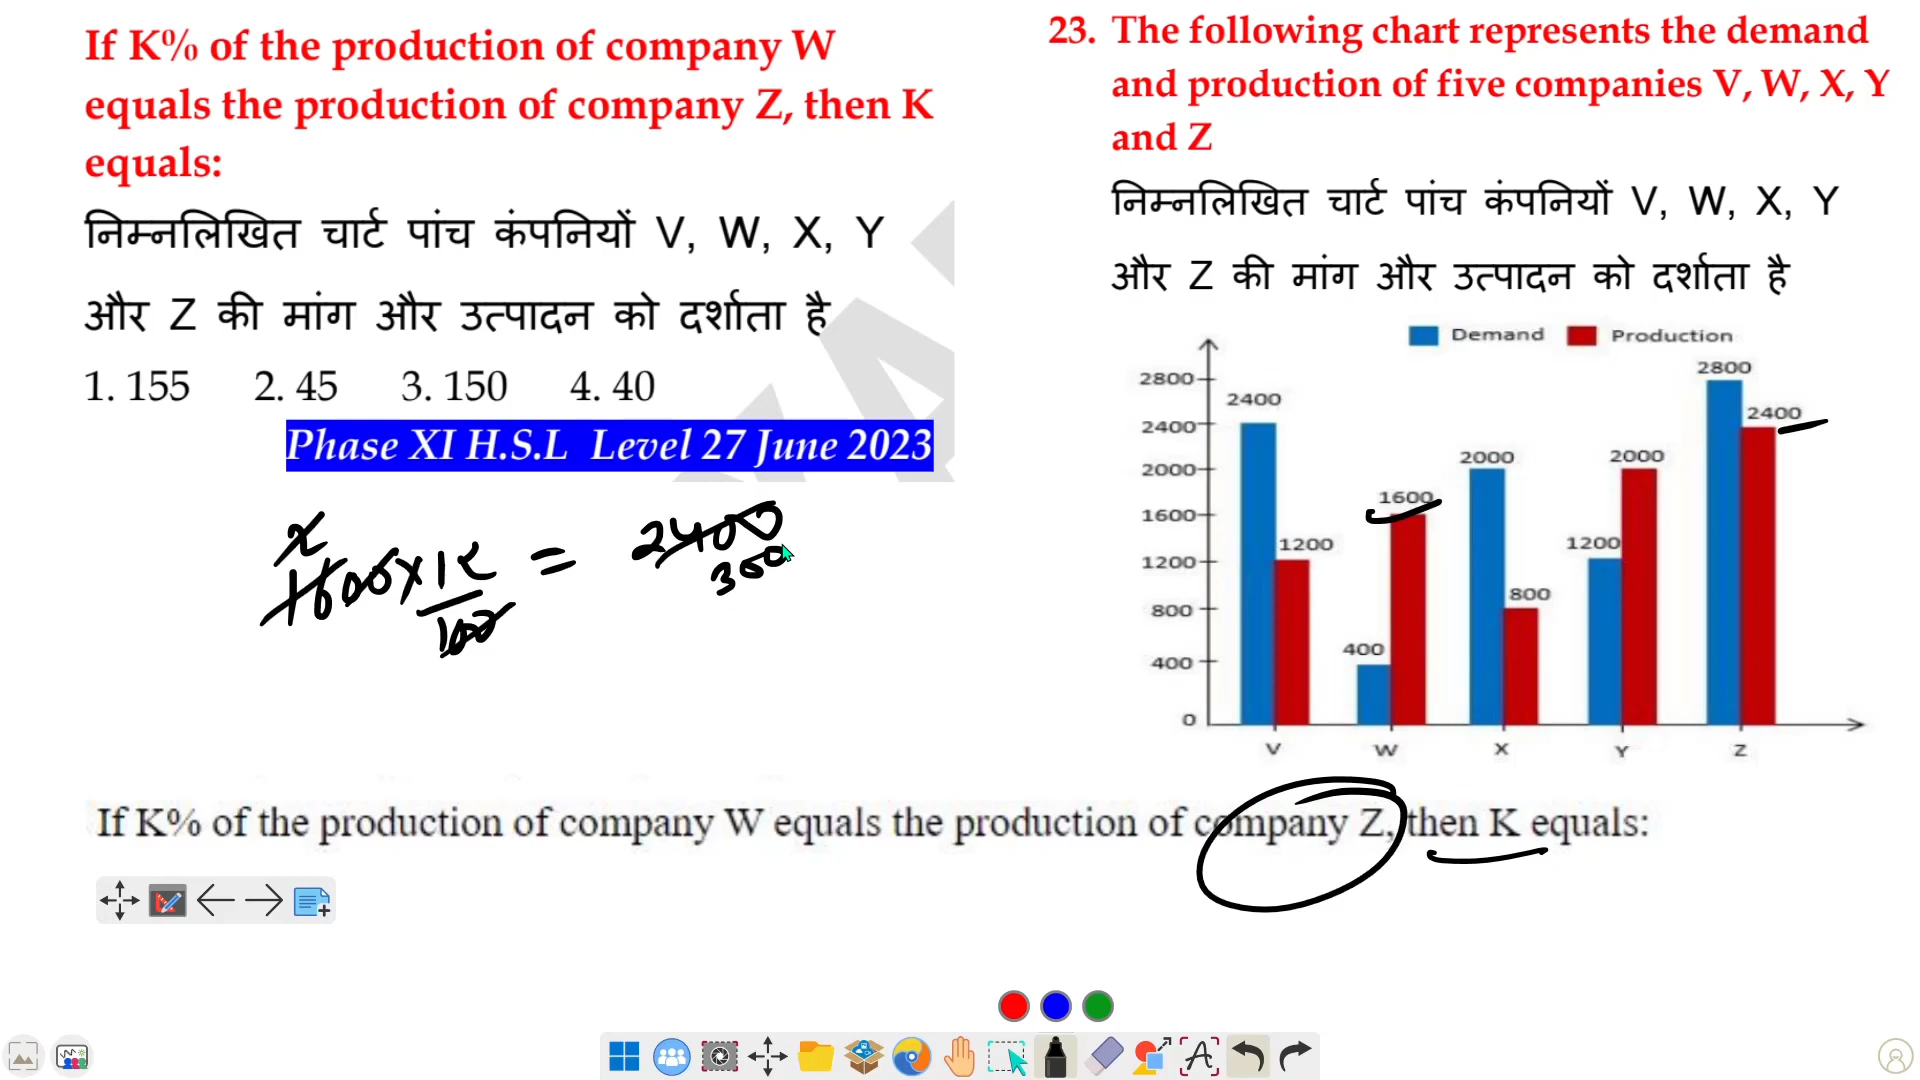 If K% of the production of company W
equals the production of company Z, then K
equals:
निम्नलिखित चार्ट पांच कंपनियों V, W, X, Y
और Z की मांग और उत्पादन को दर्शाता है
1. 155 2. 45 3. 150 4. 40
Phase XI H.S.L Level 27 June 2023
1600 × K = 2400
300
100
23. The following chart represents the demand
and production of five companies V, W, X, Y
and Z
निम्नलिखित चार्ट पांच कंपनियों V, W, X, Y
और Z की मांग और उत्पादन को दर्शाता है
Demand Production
2800
2400
2000
1600
1200
800
400
0
2400
1200
400
1600
2000
800
1200
2000
2800
2400
V W X Y Z
If K% of the production of company W equals the production of company Z, then K equals: